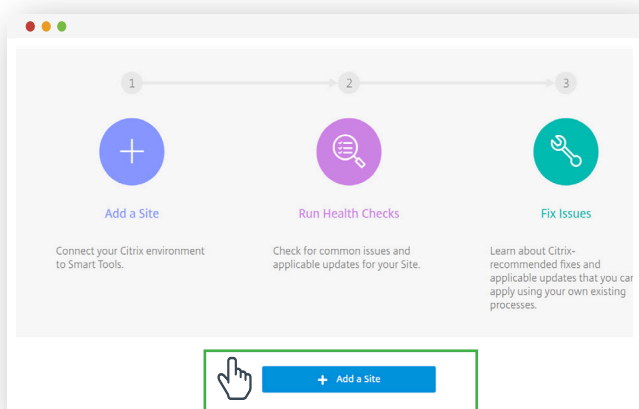 1
2
3
Add a Site
Run Health Checks
Fix Issues
Connect your Citrix environment
to Smart Tools.
Check for common issues and
applicable updates for your Site.
Learn about Citrix-
recommended fixes and
applicable updates that you can
apply using your own existing
processes.
+ Add a Site